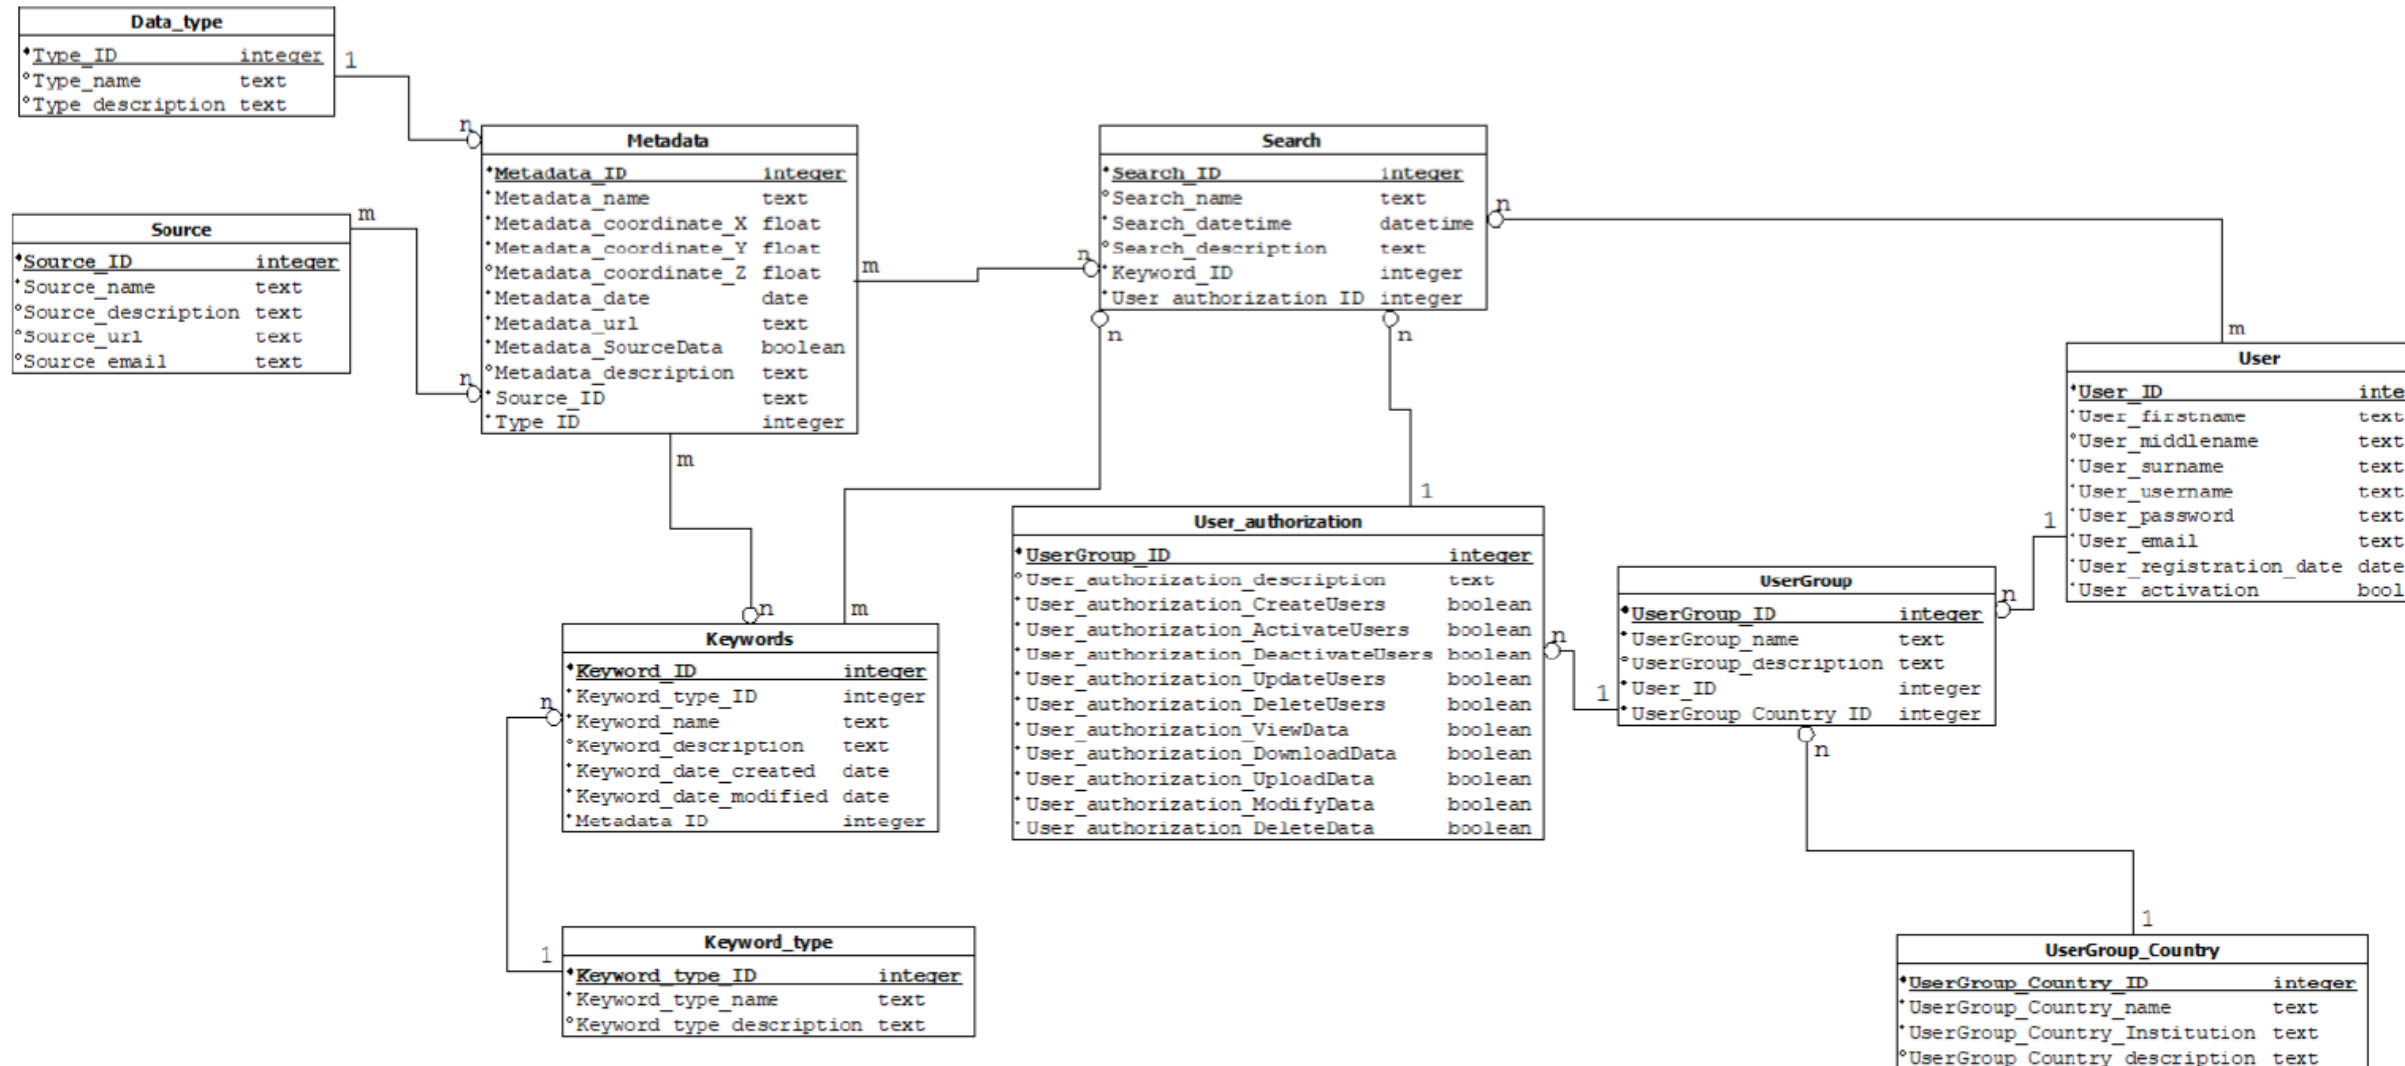 Data_type
Type_ID integer
Type_name text
Type_description text
1
n
Source
Source_ID integer
Source_name text
Source_description text
Source_url text
Source_email text
m
n
Metadata
Metadata_ID integer
Metadata_name text
Metadata_coordinate_X float
Metadata_coordinate_Y float
Metadata_coordinate_Z float
Metadata_date date
Metadata_url text
Metadata_SourceData boolean
Metadata_description text
Source_ID text
Type_ID integer
m
n
m
n
Search
Search_ID integer
Search_name text
Search_datetime datetime
Search_description text
Keyword_ID integer
User_authorization_ID integer
n
m
n
m
n
1
User
User_ID inte
User_firstname text
User_middlename text
User_surname text
User_username text
User_password text
User_email text
User_registration_date date
User_activation bool
1
n
Keywords
Keyword_ID integer
Keyword_type_ID integer
Keyword_name text
Keyword_description text
Keyword_date_created date
Keyword_date_modified date
Metadata_ID integer
n
1
Keyword_type
Keyword_type_ID integer
Keyword_type_name text
Keyword_type_description text
User_authorization
UserGroup_ID integer
User_authorization_description text
User_authorization_CreateUsers boolean
User_authorization_ActivateUsers boolean
User_authorization_DeactivateUsers boolean
User_authorization_UpdateUsers boolean
User_authorization_DeleteUsers boolean
User_authorization_ViewData boolean
User_authorization_DownloadData boolean
User_authorization_UploadData boolean
User_authorization_ModifyData boolean
User_authorization_DeleteData boolean
n
1
UserGroup
UserGroup_ID integer
UserGroup_name text
UserGroup_description text
User_ID integer
UserGroup_Country_ID integer
n
1
UserGroup_Country
UserGroup_Country_ID integer
UserGroup_Country_name text
UserGroup_Country_Institution text
UserGroup_Country_description text